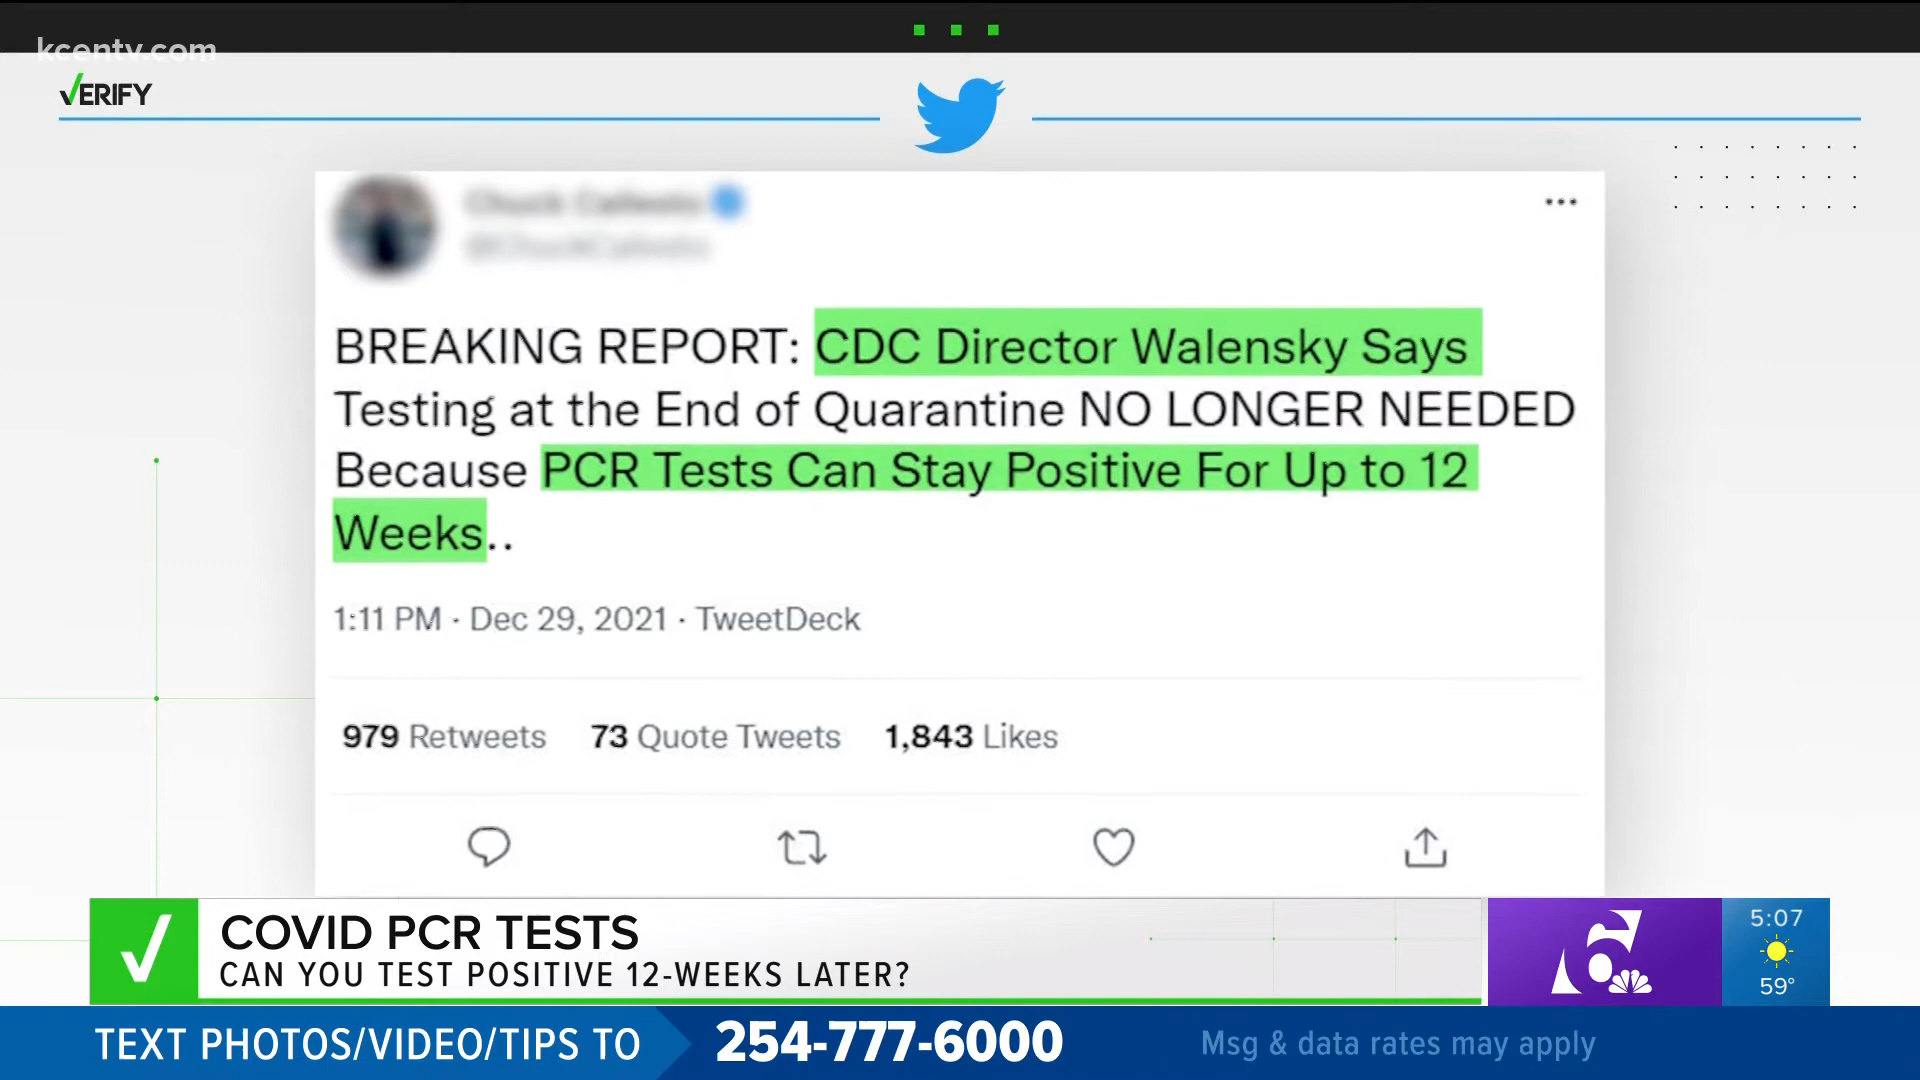 kcentv.com
VERIFY
BREAKING REPORT: CDC Director Walensky Says
Testing at the End of Quarantine NO LONGER NEEDED
Because PCR Tests Can Stay Positive For Up to 12
Weeks..
1:11 PM · Dec 29, 2021 · TweetDeck
979 Retweets 73 Quote Tweets 1,843 Likes
COVID PCR TESTS
CAN YOU TEST POSITIVE 12-WEEKS LATER?
6
5:07
59°
TEXT PHOTOS/VIDEO/TIPS TO 254-777-6000 Msg & data rates may apply